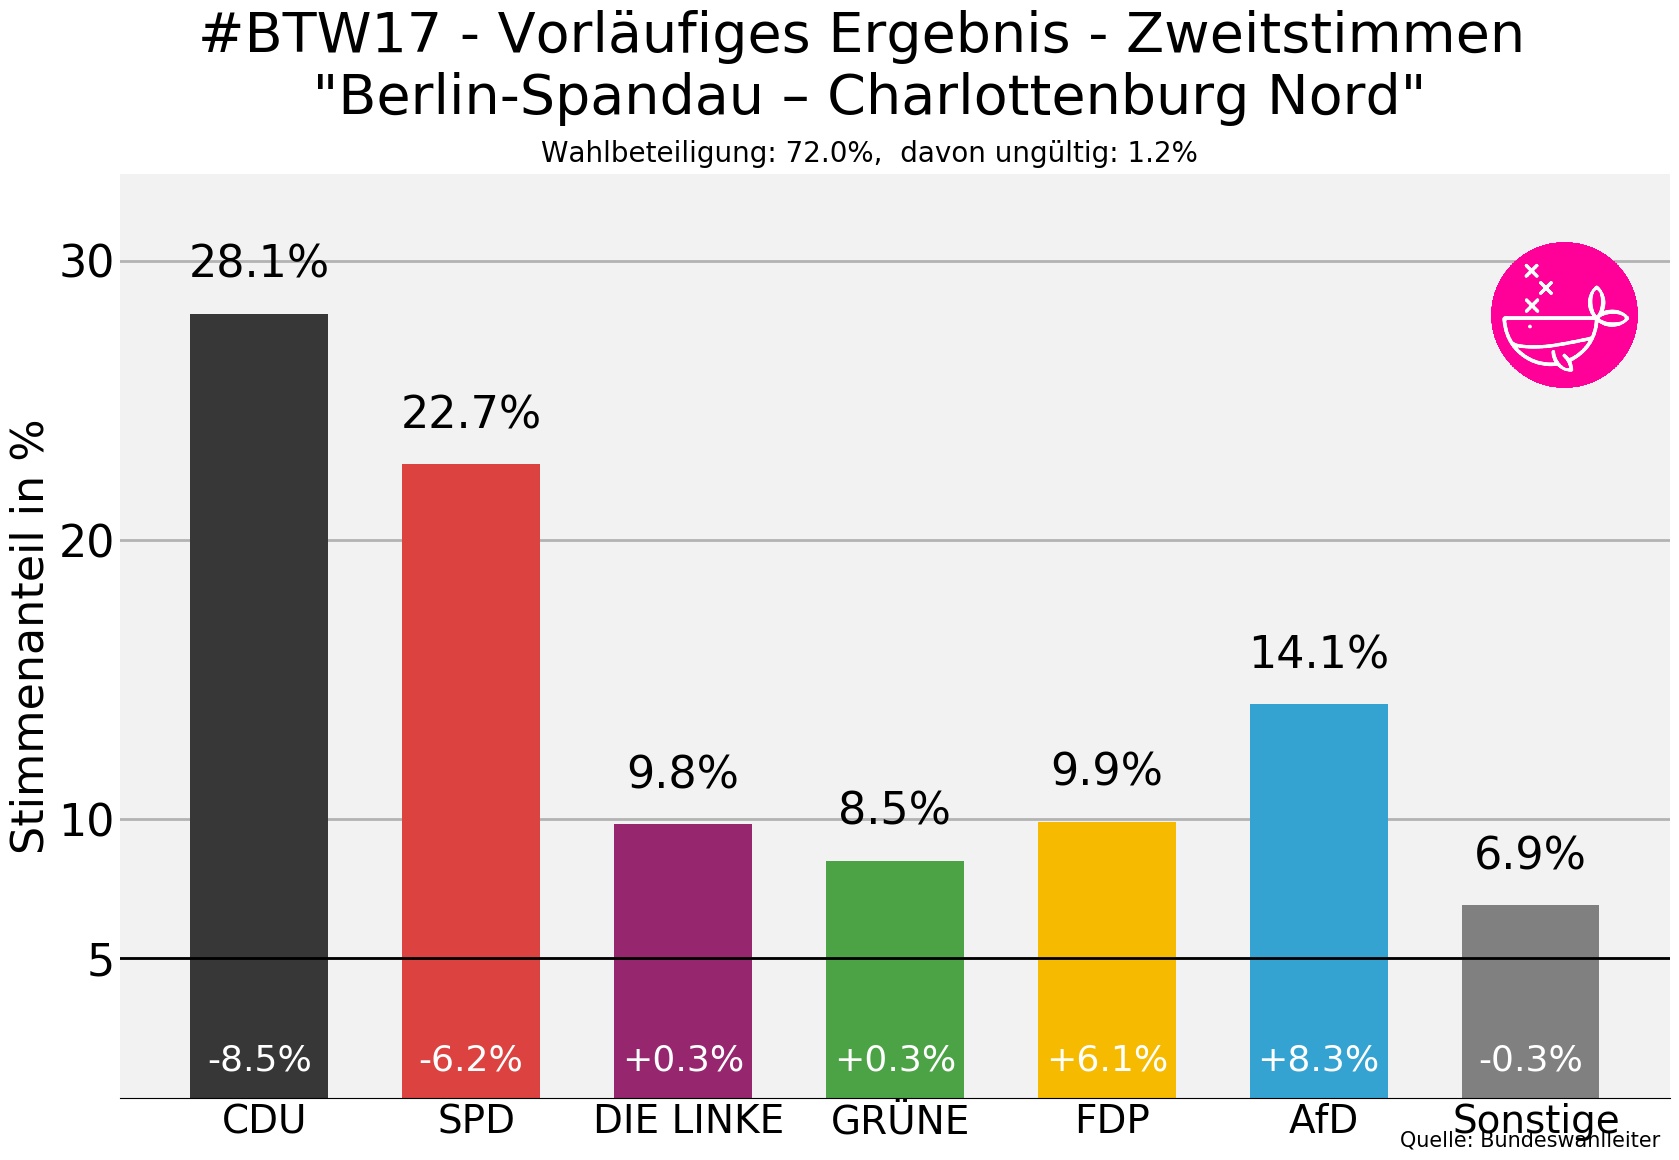 #BTW17 - Vorläufiges Ergebnis - Zweitstimmen
"Berlin-Spandau – Charlottenburg Nord"
Wahlbeteiligung: 72.0%, davon ungültig: 1.2%
Stimmenanteil in %
30
20
10
5
28.1%
22.7%
9.8%
8.5%
9.9%
14.1%
6.9%
-8.5%
-6.2%
+0.3%
+0.3%
+6.1%
+8.3%
-0.3%
CDU
SPD
DIE LINKE
GRÜNE
FDP
AfD
Sonstige
Quelle: Bundeswahlleiter